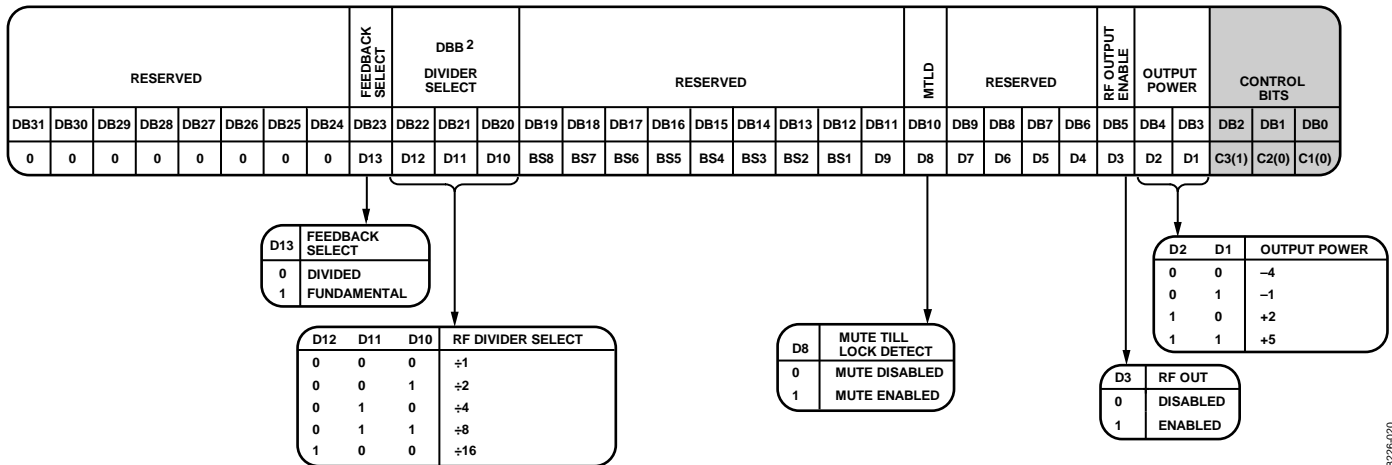 RESERVED
FEEDBACK
SELECT
DBB 2
DIVIDER
SELECT
RESERVED
MTLD
RESERVED
RF OUTPUT
ENABLE
OUTPUT
POWER
CONTROL
BITS
DB31 DB30 DB29 DB28 DB27 DB26 DB25 DB24 DB23 DB22 DB21 DB20 DB19 DB18 DB17 DB16 DB15 DB14 DB13 DB12 DB11 DB10 DB9 DB8 DB7 DB6 DB5 DB4 DB3 DB2 DB1 DB0
0 0 0 0 0 0 0 0 D13 D12 D11 D10 BS8 BS7 BS6 BS5 BS4 BS3 BS2 BS1 D9 D8 D7 D6 D5 D4 D3 D2 D1 C3(1) C2(0) C1(0)
D13 FEEDBACK
SELECT
0 DIVIDED
1 FUNDAMENTAL
D12 D11 D10 RF DIVIDER SELECT
0 0 0 ÷1
0 0 1 ÷2
0 1 0 ÷4
0 1 1 ÷8
1 0 0 ÷16
D8 MUTE TILL
LOCK DETECT
0 MUTE DISABLED
1 MUTE ENABLED
D3 RF OUT
0 DISABLED
1 ENABLED
D2 D1 OUTPUT POWER
0 0 –4
0 1 –1
1 0 +2
1 1 +5